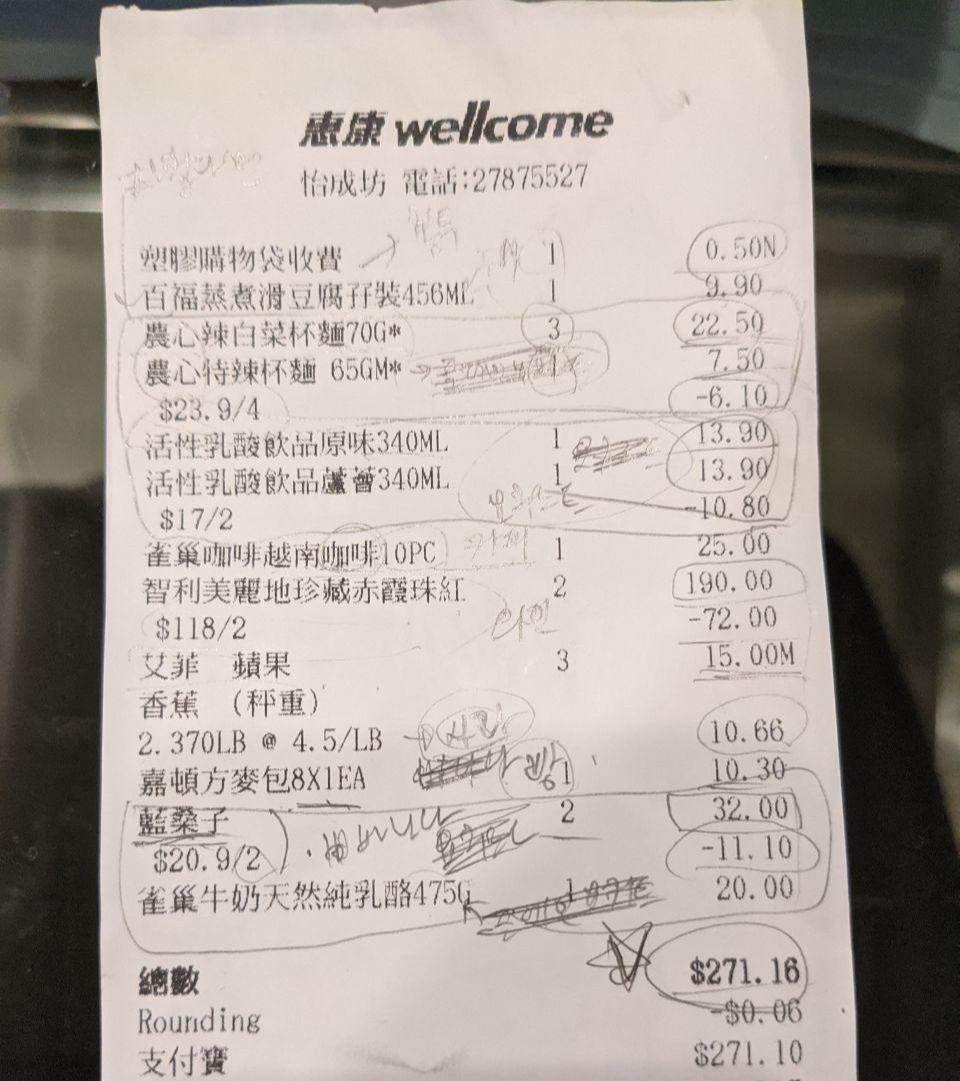 惠康 wellcome
怡成坊 電話:27875527
塑膠購物袋收費 1 0.50N
百福蒸煮滑豆腐孖裝456ML 1 9.90
農心辣白菜杯麵70G* 3 22.50
農心特辣杯麵 65GM* 7.50
$23.9/4 -6.10
活性乳酸飲品原味340ML 1 13.90
活性乳酸飲品蘆薈340ML 1 13.90
$17/2 -10.80
雀巢咖啡越南咖啡10PC 커피 1 25.00
智利美麗地珍藏赤霞珠紅 2 190.00
$118/2 와인 -72.00
艾菲 蘋果 3 15.00M
香蕉 (秤重)
2.370LB @ 4.5/LB 10.66
嘉頓方麥包8X1EA 빵 1 10.30
藍桑子 2 32.00
$20.9/2 -11.10
雀巢牛奶天然純乳酪475G 1 20.00
總數 $271.16
Rounding -$0.06
支付寶 $271.10